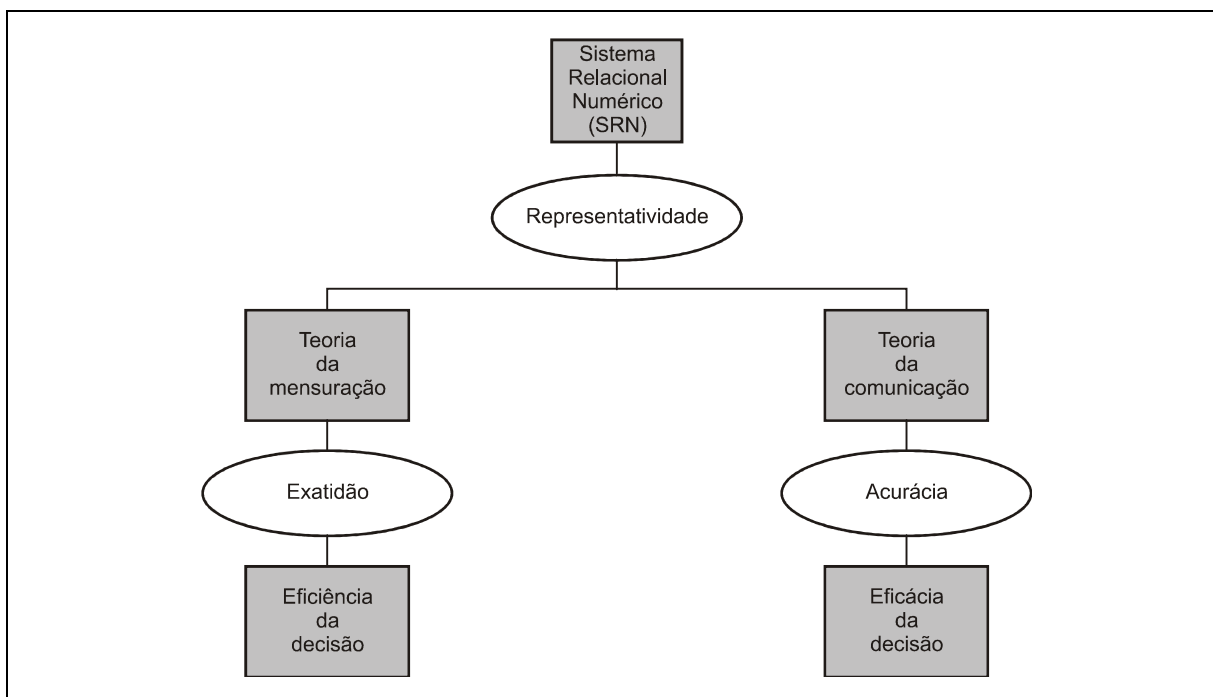 Sistema
Relacional
Numérico
(SRN)
Representatividade
Teoria
da
mensuração
Teoria
da
comunicação
Exatidão
Acurácia
Eficiência
da
decisão
Eficácia
da
decisão